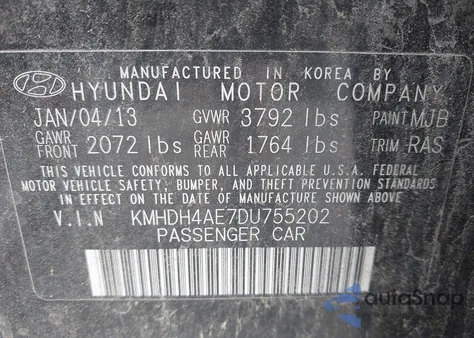 MANUFACTURED IN KOREA BY
HYUNDAI MOTOR COMPANY
JAN/04/13 GVWR 3792 lbs PAINT MJB
GAWR FRONT 2072 lbs GAWR REAR 1764 lbs TRIM RAS
THIS VEHICLE CONFORMS TO ALL APPLICABLE U.S.A. FEDERAL
MOTOR VEHICLE SAFETY, BUMPER, AND THEFT PREVENTION STANDARDS
IN EFFECT ON THE DATE OF MANUFACTURE SHOWN ABOVE.
V.I.N KMHDH4AE7DU755202
PASSENGER CAR
autoSnap